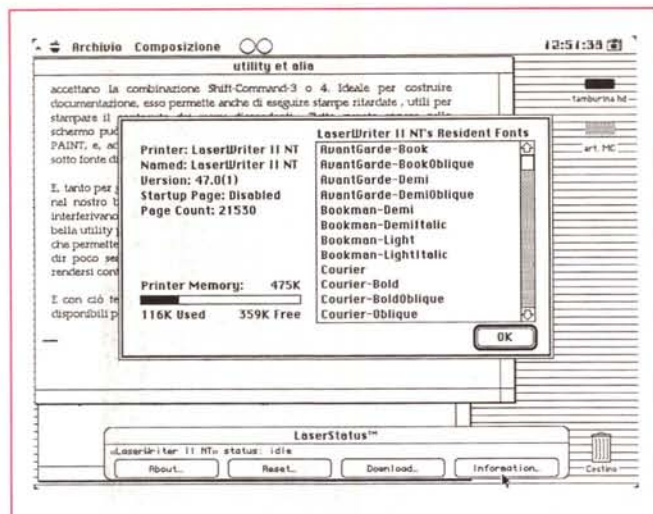 Archivio Composizione 12:51:38
utility et alia
accettano la combinazione Shift-Command-3 o 4. Ideale per costruire
documentazione, esso permette anche di eseguire stampe ritardate , utili per
stampare il
schermo può
PAINT, e, ad
sotto fonte di
E, tanto per
nel nostro b
interferivano
bella utility
che permette
dir poco se
rendersi cont
E con ciò te
disponibili p
tamburina hd
art. MC
Printer: LaserWriter II NT
Named: LaserWriter II NT
Version: 47.0(1)
Startup Page: Disabled
Page Count: 21530
Printer Memory: 475K
116K Used 359K Free
LaserWriter II NT's Resident Fonts
AvantGarde-Book
AvantGarde-BookOblique
AvantGarde-Demi
AvantGarde-DemiOblique
Bookman-Demi
Bookman-DemiItalic
Bookman-Light
Bookman-LightItalic
Courier
Courier-Bold
Courier-BoldOblique
Courier-Oblique
OK
LaserStatus™
«LaserWriter II NT» status: idle
About… Reset… Download… Information…
Cestino